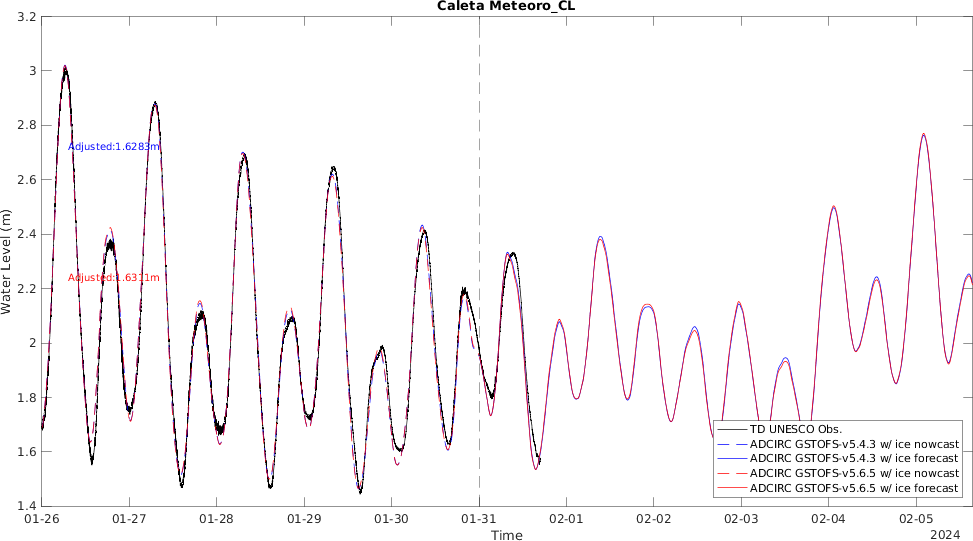 Caleta Meteoro_CL
3.2
3
2.8
2.6
2.4
2.2
2
1.8
1.6
1.4
Water Level (m)
Adjusted:1.6283m
Adjusted:1.6311m
TD UNESCO Obs.
ADCIRC GSTOFS-v5.4.3 w/ ice nowcast
ADCIRC GSTOFS-v5.4.3 w/ ice forecast
ADCIRC GSTOFS-v5.6.5 w/ ice nowcast
ADCIRC GSTOFS-v5.6.5 w/ ice forecast
01-26 01-27 01-28 01-29 01-30 01-31 02-01 02-02 02-03 02-04 02-05
Time
2024